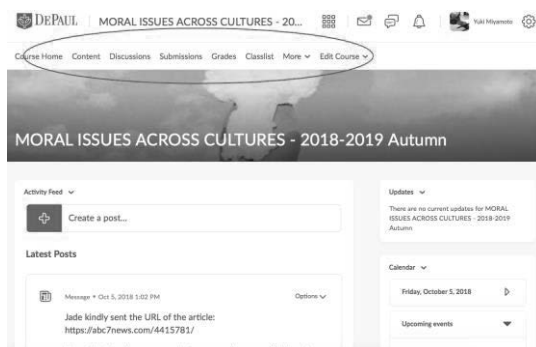 DEPAUL MORAL ISSUES ACROSS CULTURES - 20... Yuki Miyamoto
Course Home Content Discussions Submissions Grades Classlist More Edit Course
MORAL ISSUES ACROSS CULTURES - 2018-2019 Autumn
Activity Feed
Create a post...
Latest Posts
Message • Oct 5, 2018 1:02 PM Options
Jade kindly sent the URL of the article:
https://abc7news.com/4415781/
Updates
There are no current updates for MORAL
ISSUES ACROSS CULTURES - 2018-2019
Autumn
Calendar
Friday, October 5, 2018
Upcoming events